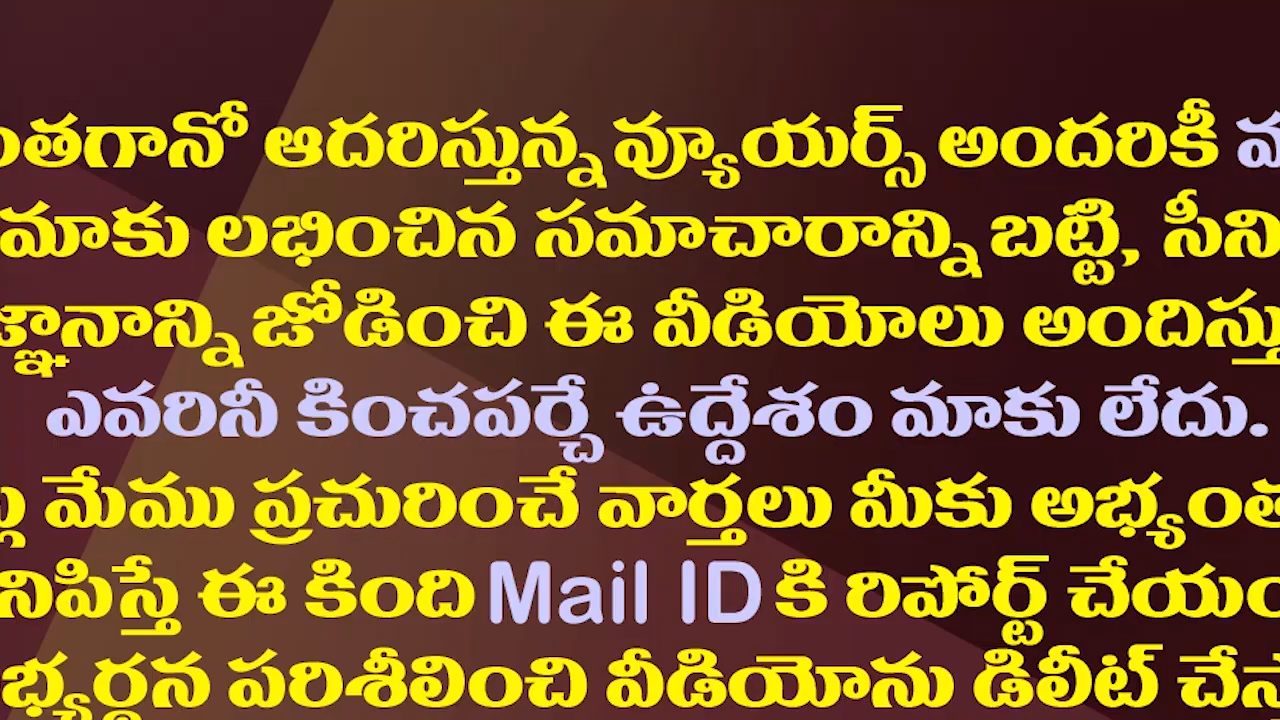 ంతగానో ఆదరిస్తున్న వ్యూయర్స్ అందరికీ
మాకు లభించిన సమాచారాన్ని బట్టి, సీని
జ్ఞానాన్ని జోడించి ఈ వీడియోలు అందిస్తు
ఎవరినీ కించపర్చే ఉద్దేశం మాకు లేదు.
మేము ప్రచురించే వార్తలు మీకు అభ్యంత
నిపిస్తే ఈ కింది Mail ID కి రిపోర్ట్ చేయం
భ్యర్థన పరిశీలించి వీడియోను డిలీట్ చేస